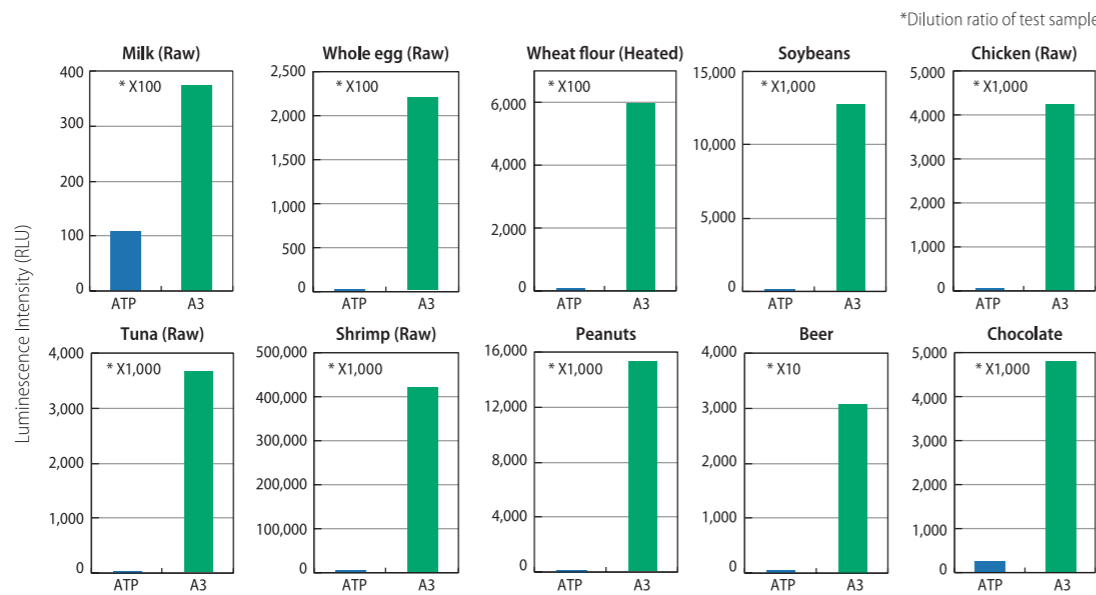 *Dilution ratio of test sample
Luminescence Intensity (RLU)
Milk (Raw)
* X100
400
300
200
100
0
ATP A3
Whole egg (Raw)
* X100
2,500
2,000
1,500
1,000
500
0
ATP A3
Wheat flour (Heated)
* X100
6,000
4,000
2,000
0
ATP A3
Soybeans
* X1,000
15,000
10,000
5,000
0
ATP A3
Chicken (Raw)
* X1,000
5,000
4,000
3,000
2,000
1,000
0
ATP A3
Tuna (Raw)
* X1,000
4,000
3,000
2,000
1,000
0
ATP A3
Shrimp (Raw)
* X1,000
500,000
400,000
300,000
200,000
100,000
0
ATP A3
Peanuts
* X1,000
16,000
12,000
8,000
4,000
0
ATP A3
Beer
* X10
4,000
3,000
2,000
1,000
0
ATP A3
Chocolate
* X1,000
5,000
4,000
3,000
2,000
1,000
0
ATP A3